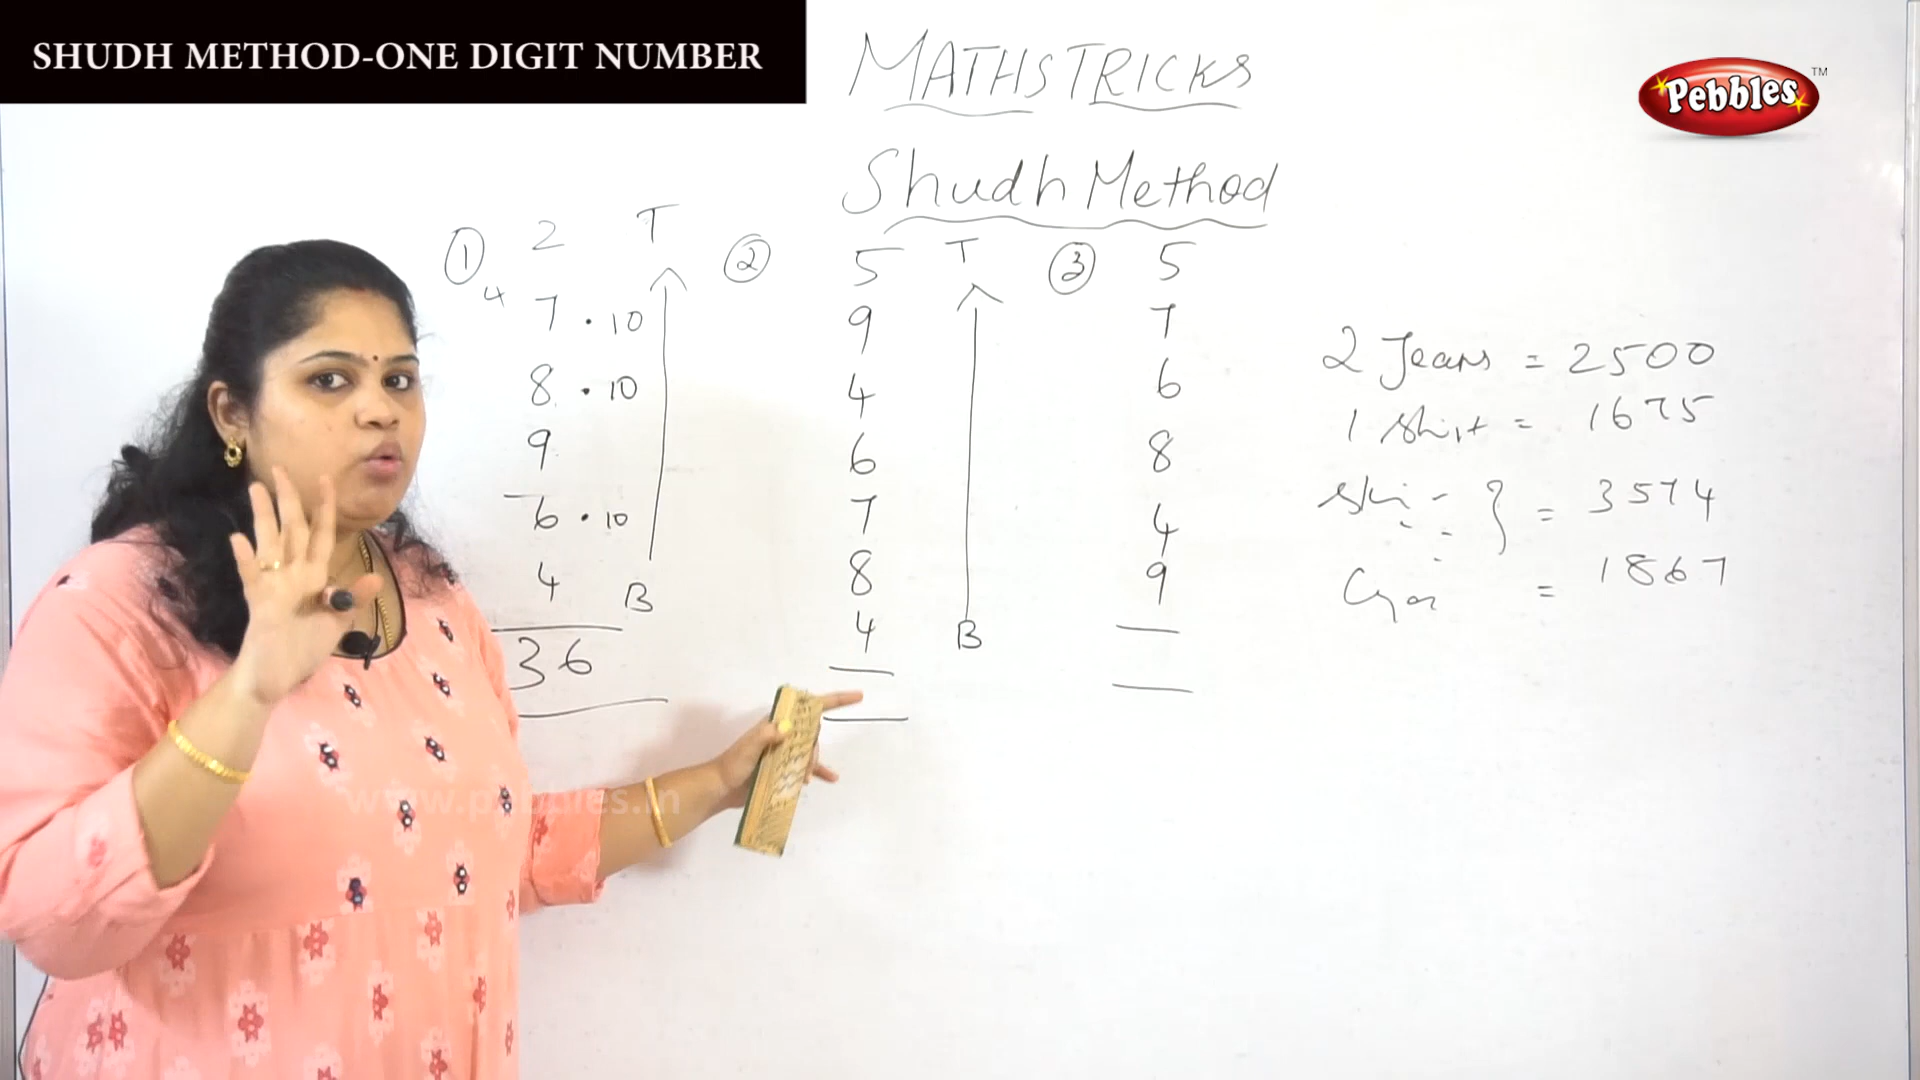 SHUDH METHOD-ONE DIGIT NUMBER
MATHSTRICKS
Pebbles TM
Shudh Method
① 2 T
4
7 · 10
8 · 10
9
6 · 10
4 B
36
② 5 T
9
4
6
7
8
4 B
③ 5
7
6
8
4
9
2 Jeans = 2500
1 Shirt = 1675
= 3574
= 1867
www.pebbles.in